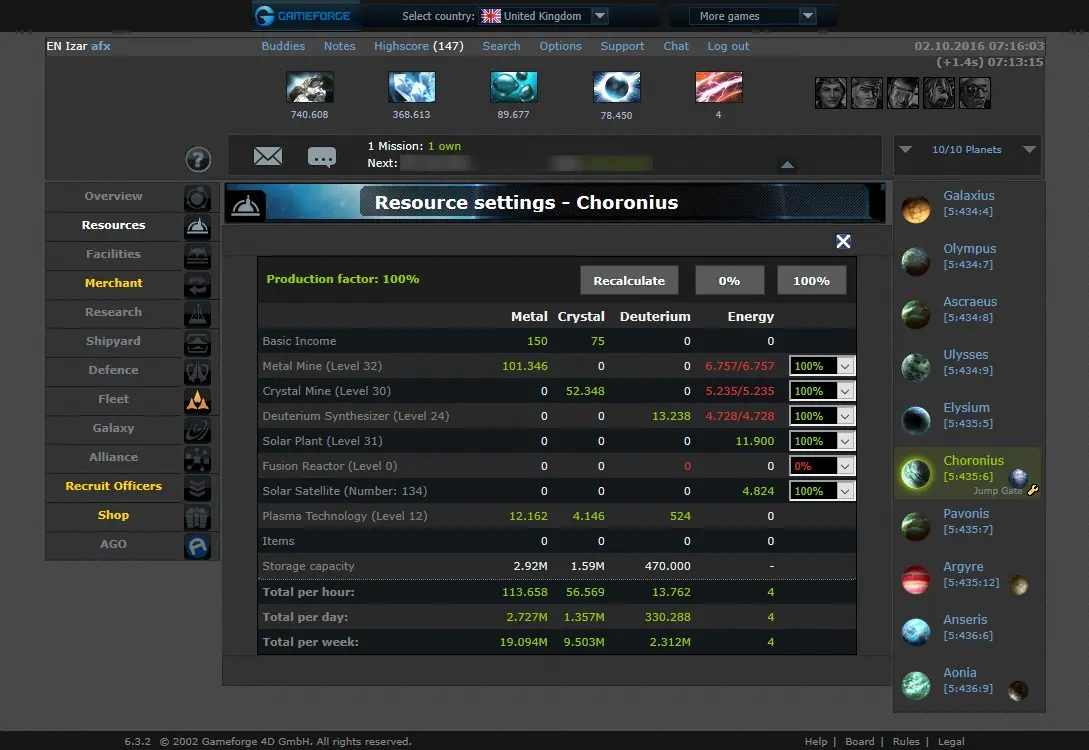 GAMEFORGE Select country: United Kingdom More games
EN Izar afx Buddies Notes Highscore (147) Search Options Support Chat Log out 02.10.2016 07:16:03
(+1.4s) 07:13:15
740.608 368.613 89.677 78.450 4
1 Mission: 1 own
Next:
10/10 Planets
Overview
Resources
Facilities
Merchant
Research
Shipyard
Defence
Fleet
Galaxy
Alliance
Recruit Officers
Shop
AGO
Resource settings - Choronius
Production factor: 100% Recalculate 0% 100%
Metal Crystal Deuterium Energy
Basic Income 150 75 0 0
Metal Mine (Level 32) 101.346 0 0 6.757/6.757 100%
Crystal Mine (Level 30) 0 52.348 0 5.235/5.235 100%
Deuterium Synthesizer (Level 24) 0 0 13.238 4.728/4.728 100%
Solar Plant (Level 31) 0 0 0 11.900 100%
Fusion Reactor (Level 0) 0 0 0 0 0%
Solar Satellite (Number: 134) 0 0 0 4.824 100%
Plasma Technology (Level 12) 12.162 4.146 524 0
Items 0 0 0 0
Storage capacity 2.92M 1.59M 470.000 -
Total per hour: 113.658 56.569 13.762 4
Total per day: 2.727M 1.357M 330.288 4
Total per week: 19.094M 9.503M 2.312M 4
Galaxius
[5:434:4]
Olympus
[5:434:7]
Ascraeus
[5:434:8]
Ulysses
[5:434:9]
Elysium
[5:435:5]
Choronius
[5:435:6]
Jump Gate
Pavonis
[5:435:7]
Argyre
[5:435:12]
Anseris
[5:436:6]
Aonia
[5:436:9]
6.3.2 © 2002 Gameforge 4D GmbH. All rights reserved. Help | Board | Rules | Legal